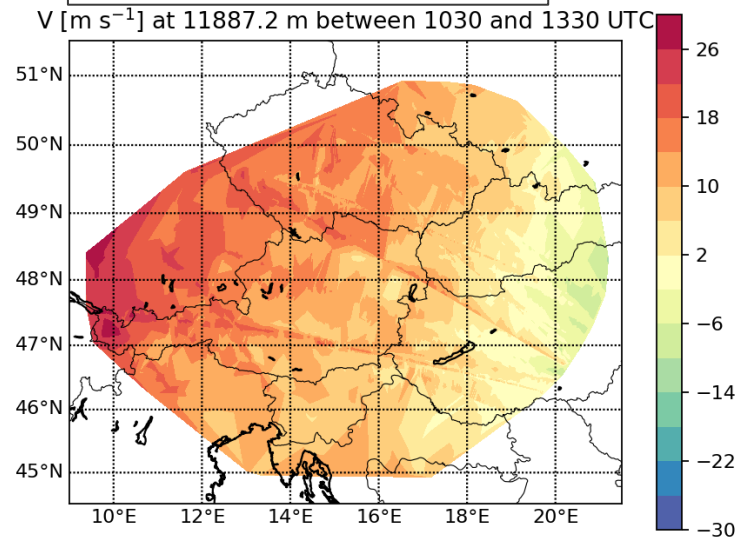 V [m s⁻¹] at 11887.2 m between 1030 and 1330 UTC
51°N
50°N
49°N
48°N
47°N
46°N
45°N
10°E 12°E 14°E 16°E 18°E 20°E
26
18
10
2
−6
−14
−22
−30